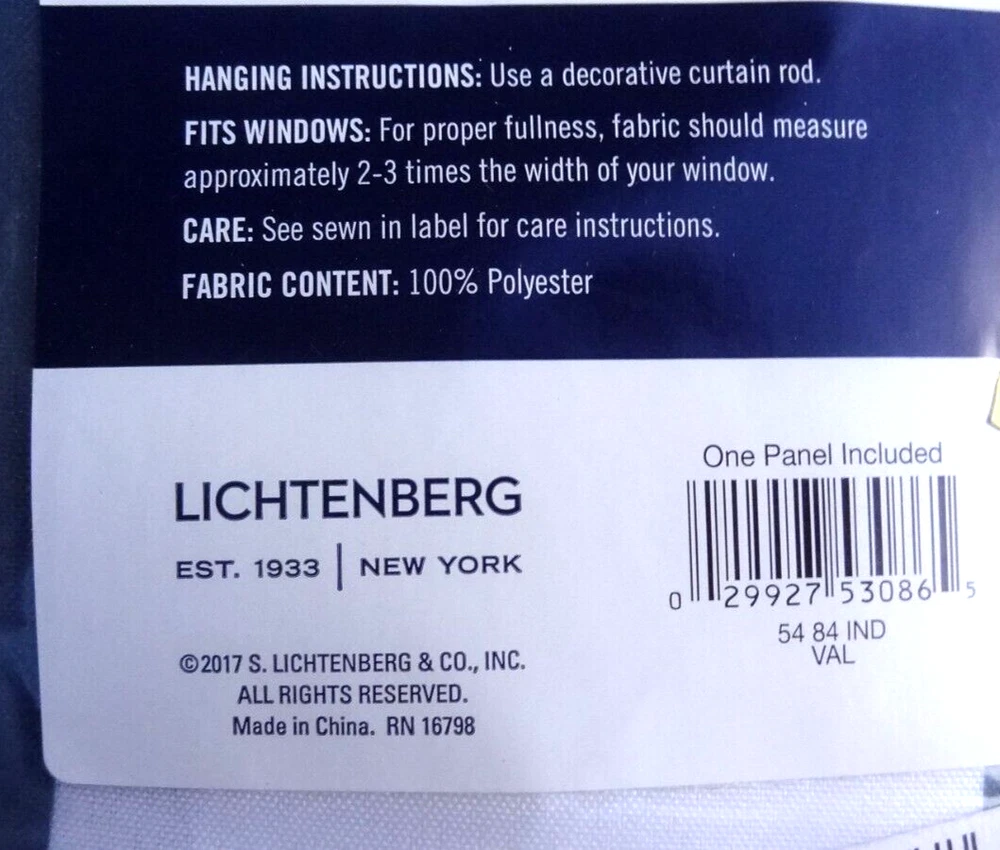 HANGING INSTRUCTIONS: Use a decorative curtain rod.
FITS WINDOWS: For proper fullness, fabric should measure
approximately 2-3 times the width of your window.
CARE: See sewn in label for care instructions.
FABRIC CONTENT: 100% Polyester
One Panel Included
LICHTENBERG
EST. 1933 | NEW YORK
0 29927 53086 5
54 84 IND
VAL
©2017 S. LICHTENBERG & CO., INC.
ALL RIGHTS RESERVED.
Made in China. RN 16798